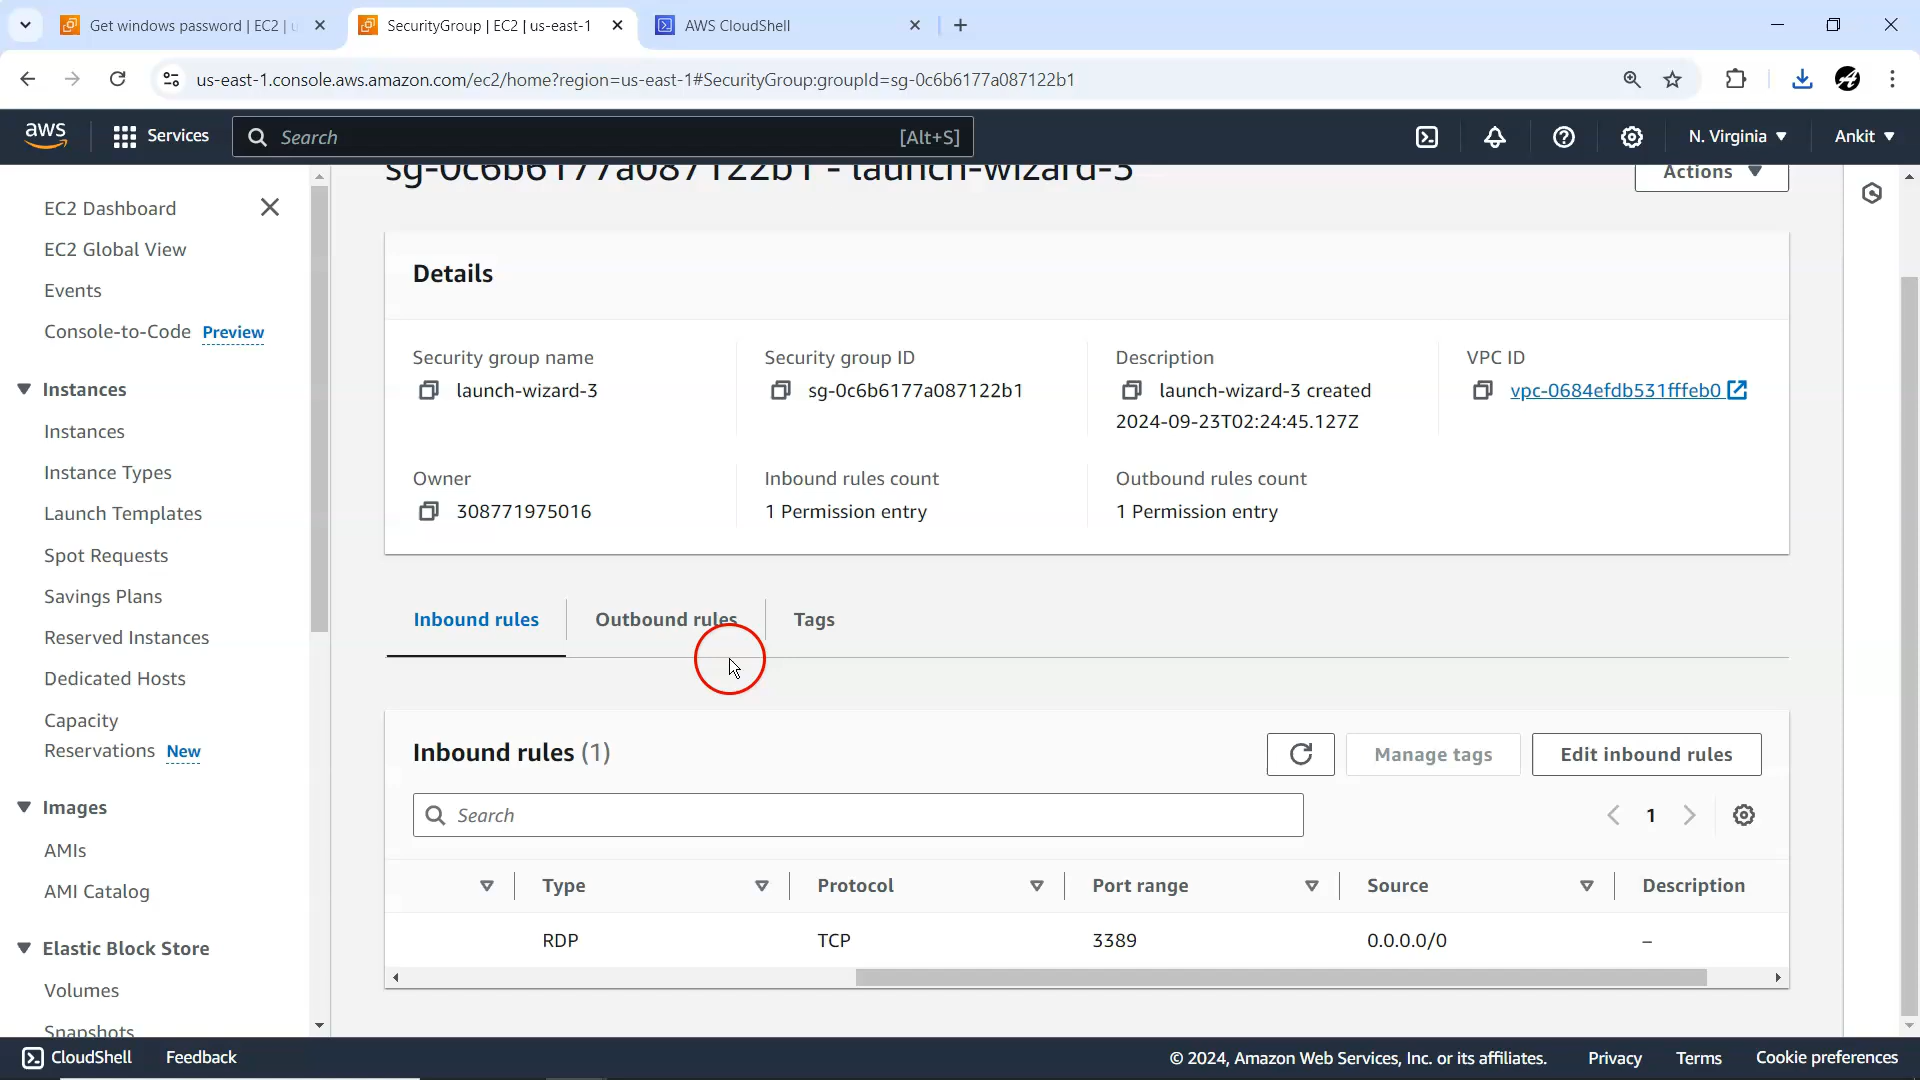 Get windows password | EC2 | u
SecurityGroup | EC2 | us-east-1
AWS CloudShell
us-east-1.console.aws.amazon.com/ec2/home?region=us-east-1#SecurityGroup:groupId=sg-0c6b6177a087122b1
aws Services Search [Alt+S] N. Virginia Ankit
sg-0c6b6177a087122b1 - launch-wizard-3
Actions
EC2 Dashboard
EC2 Global View
Events
Console-to-Code Preview
Instances
Instances
Instance Types
Launch Templates
Spot Requests
Savings Plans
Reserved Instances
Dedicated Hosts
Capacity
Reservations New
Images
AMIs
AMI Catalog
Elastic Block Store
Volumes
Snapshots
Details
Security group name
launch-wizard-3
Security group ID
sg-0c6b6177a087122b1
Description
launch-wizard-3 created
2024-09-23T02:24:45.127Z
VPC ID
vpc-0684efdb531fffeb0
Owner
308771975016
Inbound rules count
1 Permission entry
Outbound rules count
1 Permission entry
Inbound rules Outbound rules Tags
Inbound rules (1)
Manage tags
Edit inbound rules
Search
1
Type Protocol Port range Source Description
RDP TCP 3389 0.0.0.0/0 –
CloudShell Feedback © 2024, Amazon Web Services, Inc. or its affiliates. Privacy Terms Cookie preferences